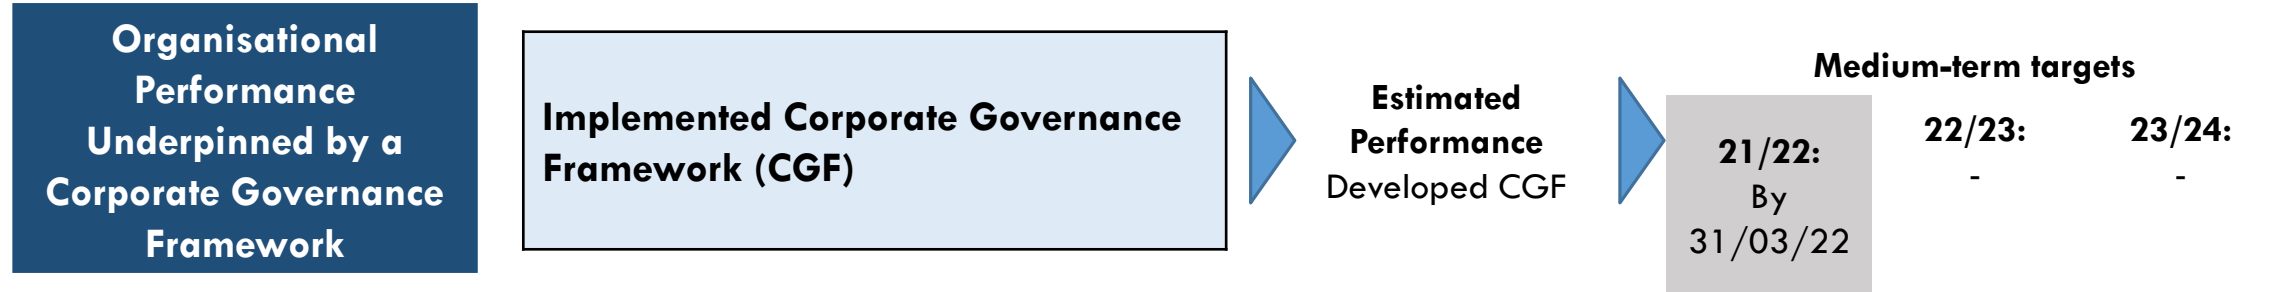 Organisational
Performance
Underpinned by a
Corporate Governance
Framework
Implemented Corporate Governance
Framework (CGF)
Estimated
Performance
Developed CGF
Medium-term targets
21/22:
By
31/03/22
22/23:
-
23/24:
-